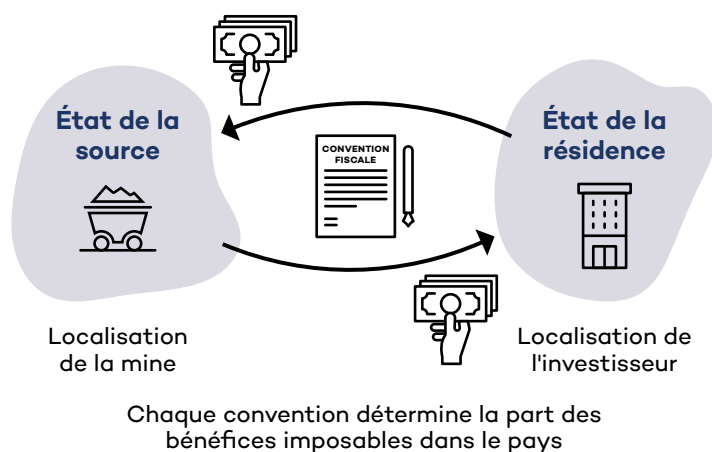 État de la
source
CONVENTION
FISCALE
État de la
résidence
Localisation
de la mine
Localisation de
l'investisseur
Chaque convention détermine la part des
bénéfices imposables dans le pays